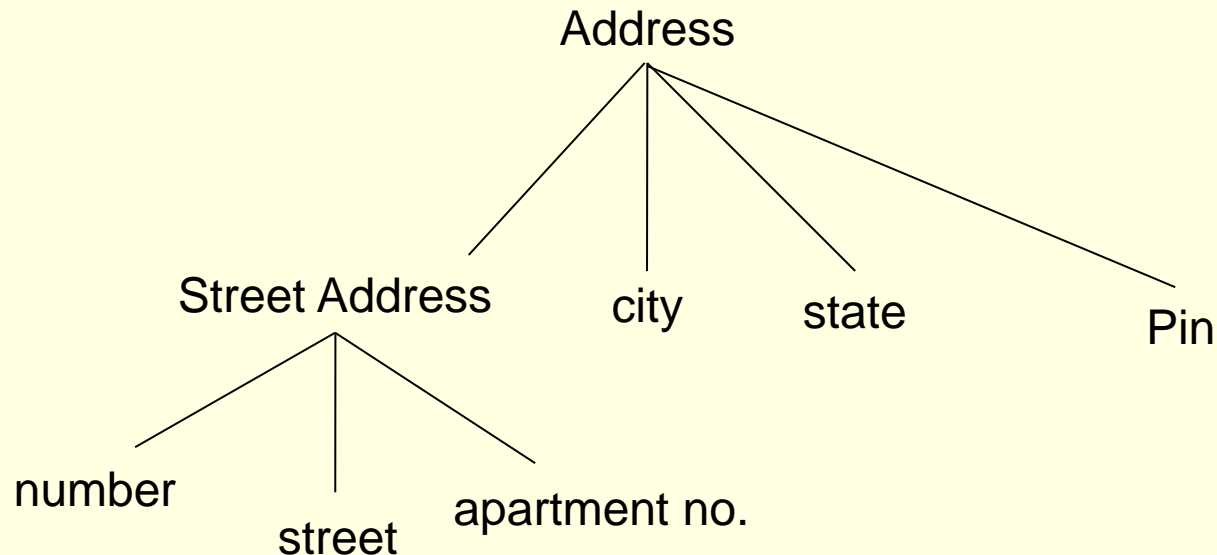 Address
Street Address
city
state
Pin
number
street
apartment no.